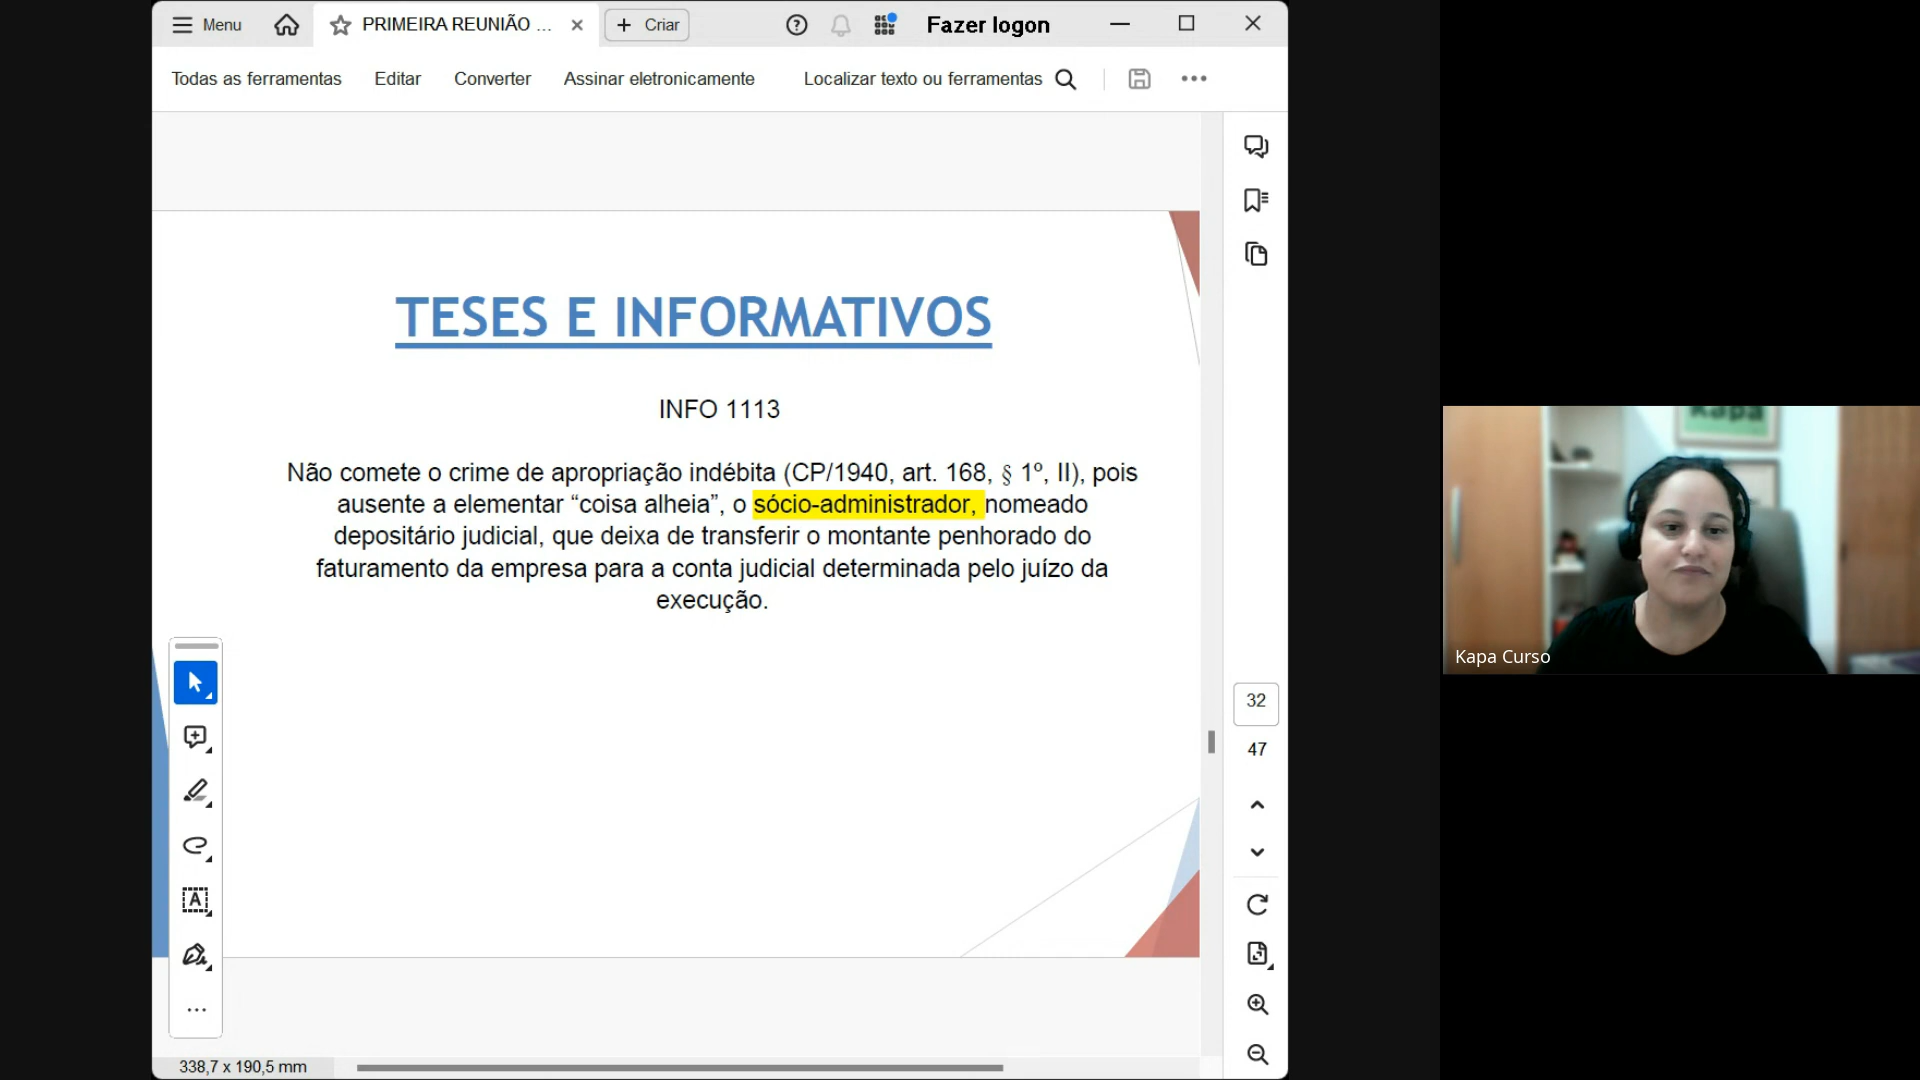 Menu
PRIMEIRA REUNIÃO ...
Criar
Fazer logon
Todas as ferramentas
Editar
Converter
Assinar eletronicamente
Localizar texto ou ferramentas
TESES E INFORMATIVOS
INFO 1113
Não comete o crime de apropriação indébita (CP/1940, art. 168, § 1º, II), pois
ausente a elementar “coisa alheia”, o sócio-administrador, nomeado
depositário judicial, que deixa de transferir o montante penhorado do
faturamento da empresa para a conta judicial determinada pelo juízo da
execução.
32
47
338,7 x 190,5 mm
Kapa
Kapa Curso